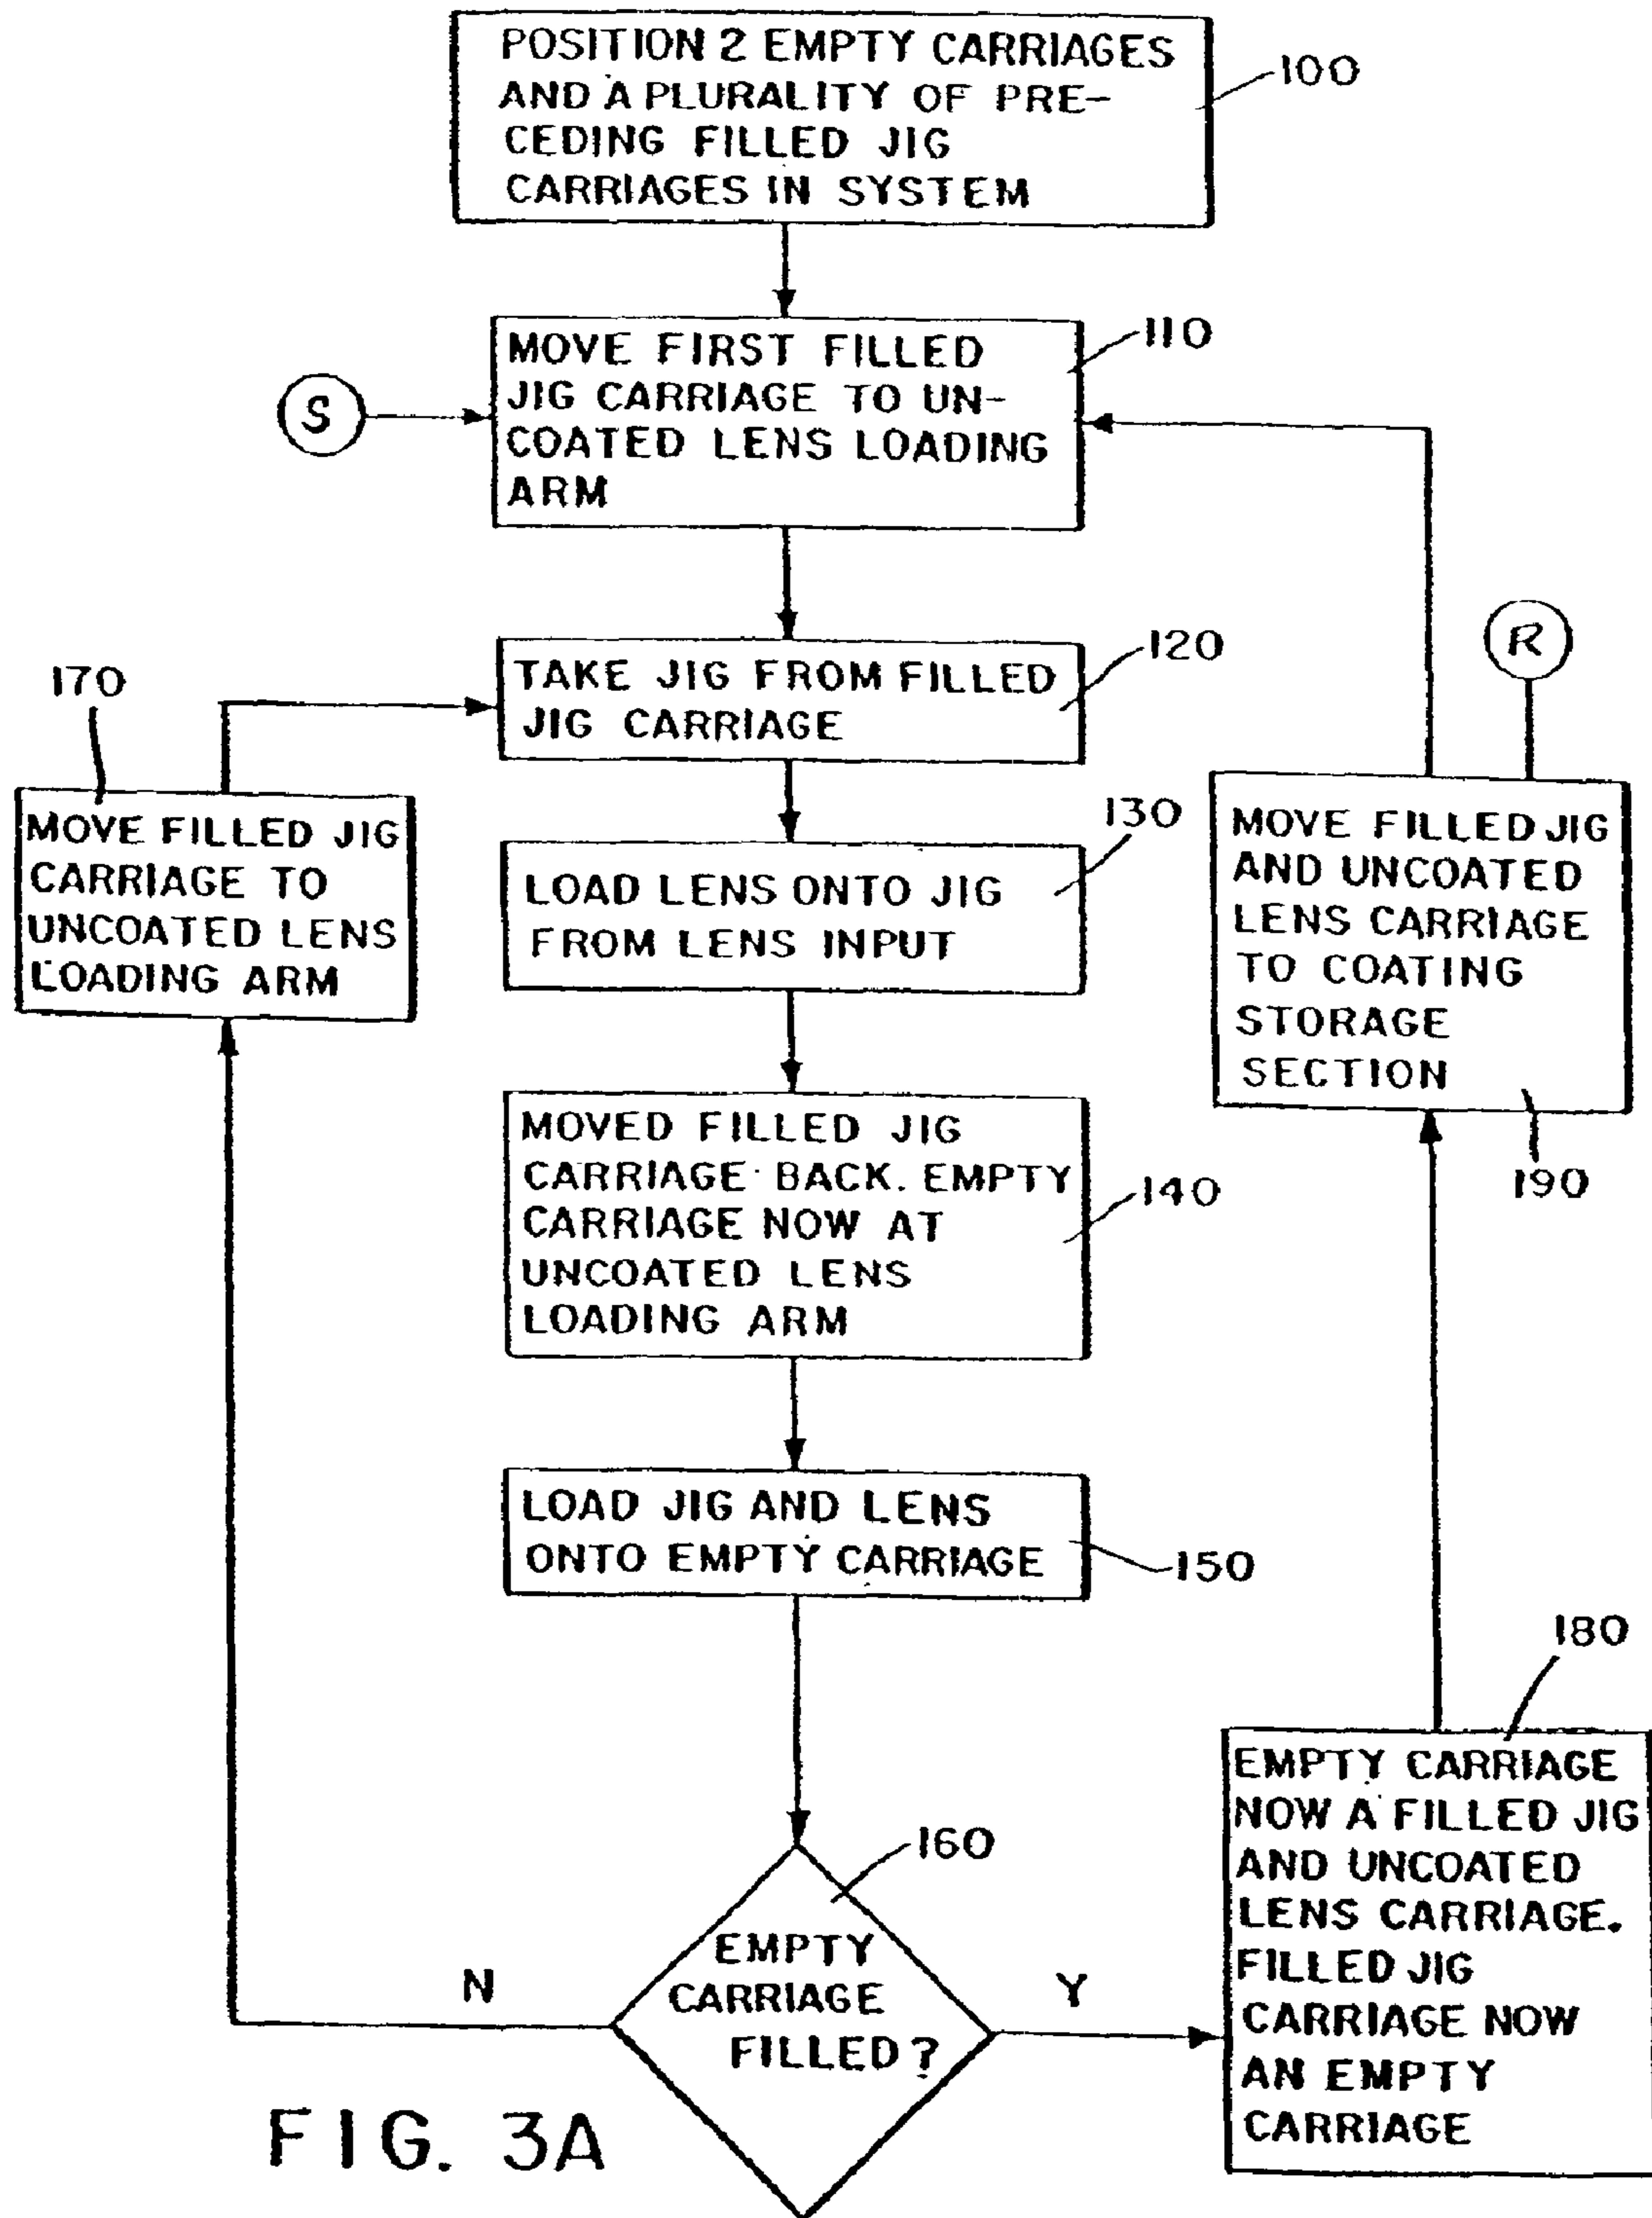 POSITION 2 EMPTY CARRIAGES
AND A PLURALITY OF PRE-
CEDING FILLED JIG
CARRIAGES IN SYSTEM
100
MOVE FIRST FILLED
JIG CARRIAGE TO UN-
COATED LENS LOADING
ARM
110
S
R
TAKE JIG FROM FILLED
JIG CARRIAGE
120
170
MOVE FILLED JIG
CARRIAGE TO
UNCOATED LENS
LOADING ARM
LOAD LENS ONTO JIG
FROM LENS INPUT
130
MOVE FILLED JIG
AND UNCOATED
LENS CARRIAGE
TO COATING
STORAGE
SECTION
190
MOVED FILLED JIG
CARRIAGE BACK. EMPTY
CARRIAGE NOW AT
UNCOATED LENS
LOADING ARM
140
LOAD JIG AND LENS
ONTO EMPTY CARRIAGE
150
160
EMPTY
CARRIAGE
FILLED?
N
Y
180
EMPTY CARRIAGE
NOW A FILLED JIG
AND UNCOATED
LENS CARRIAGE.
FILLED JIG
CARRIAGE NOW
AN EMPTY
CARRIAGE
FIG. 3A